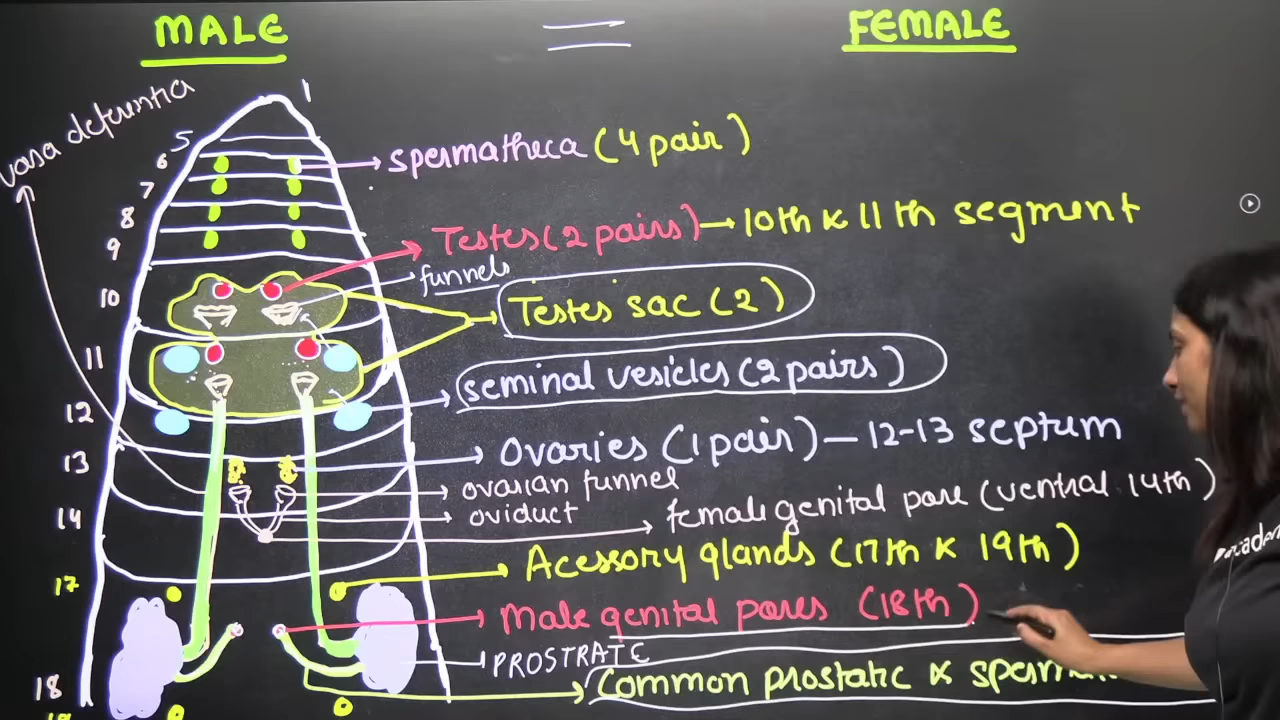 MALE
FEMALE
vasa deferentia
1
5
6
spermatheca (4 pair)
7
8
Testes (2 pairs) → 10th & 11th segment
9
funnels
10
Testes sac (2)
11
seminal vesicles (2 pairs)
12
Ovaries (1 pair) — 12-13 septum
13
ovarian funnel
female genital pore (ventral 14th)
14
oviduct
Acessory glands (17th & 19th)
17
Male genital pores (18th)
PROSTRATE
18
Common prostatic &
19